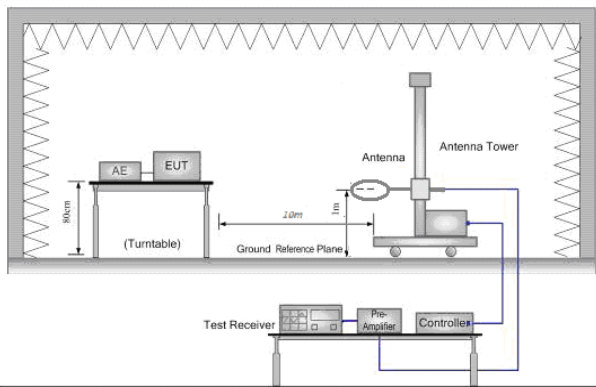 AE
EUT
80cm
(Turntable)
10m
Antenna
Antenna Tower
1m
Ground Reference Plane
Test Receiver
Pre-
Amplifier
Controller